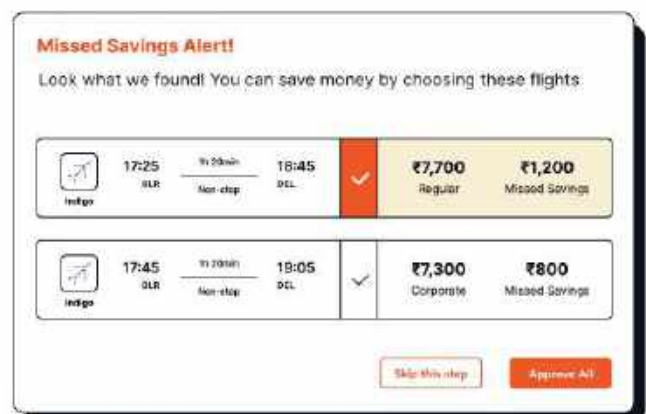 Missed Savings Alert!
Look what we found! You can save money by choosing these flights
17:25 1h 20min 18:45 ₹7,700 ₹1,200
BLR Non-stop DEL Regular Missed Savings
Indigo
17:45 1h 20min 19:05 ₹7,300 ₹800
BLR Non-stop DEL Corporate Missed Savings
Indigo
Skip this step Approve All